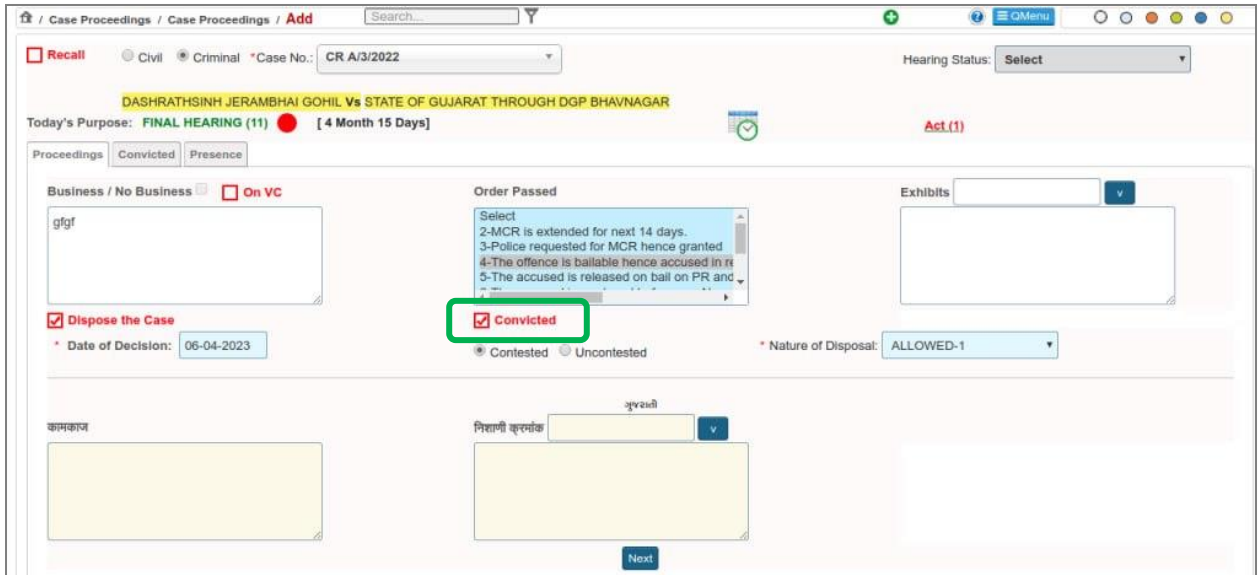 / Case Proceedings / Case Proceedings / Add Search... QMenu
Recall Civil Criminal *Case No.: CR A/3/2022 Hearing Status: Select
DASHRATHSINH JERAMBHAI GOHIL Vs STATE OF GUJARAT THROUGH DGP BHAVNAGAR
Today's Purpose: FINAL HEARING (11) [ 4 Month 15 Days] Act (1)
Proceedings Convicted Presence
Business / No Business On VC Order Passed Exhibits v
gfgf
Select
2-MCR is extended for next 14 days.
3-Police requested for MCR hence granted
4-The offence is bailable hence accused in re
5-The accused is released on bail on PR and
Dispose the Case Convicted
* Date of Decision: 06-04-2023 Contested Uncontested * Nature of Disposal: ALLOWED-1
ગુજરાતી
कामकाज निशाणी क्रमांक v
Next